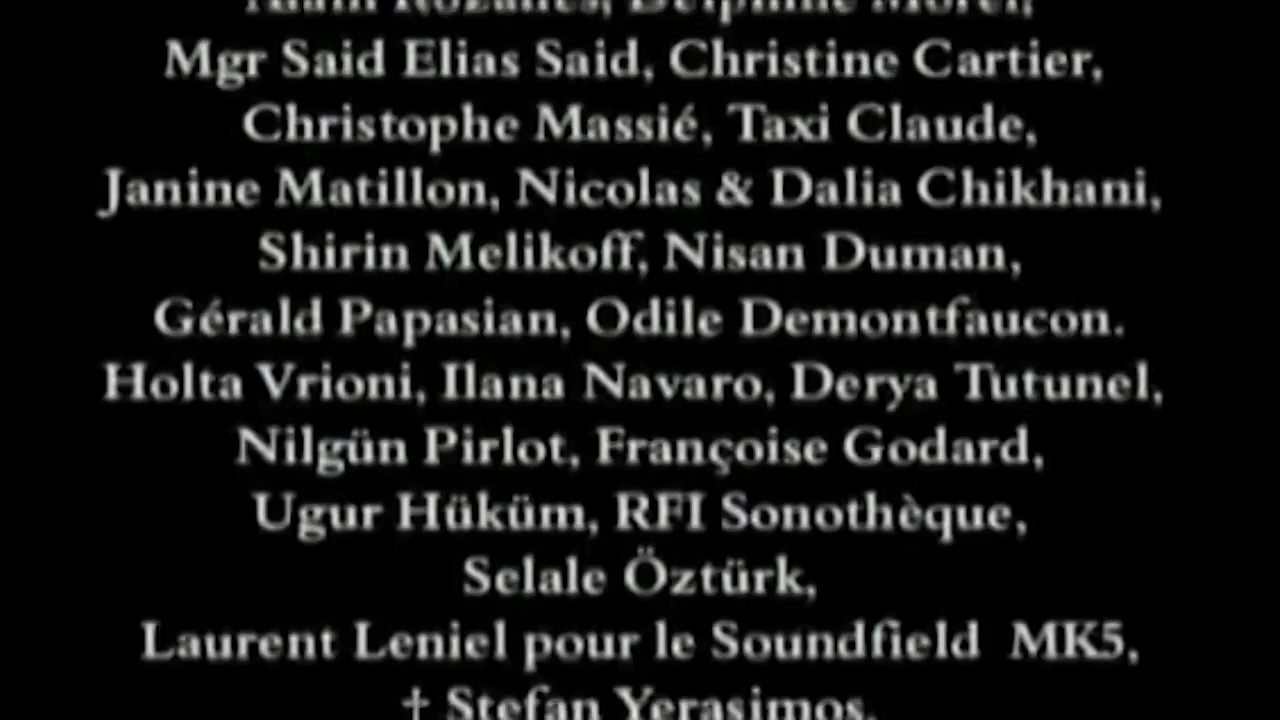 Mgr Said Elias Said, Christine Cartier,
Christophe Massié, Taxi Claude,
Janine Matillon, Nicolas & Dalia Chikhani,
Shirin Melikoff, Nisan Duman,
Gérald Papasian, Odile Demontfaucon.
Holta Vrioni, Ilana Navaro, Derya Tutunel,
Nilgün Pirlot, Françoise Godard,
Ugur Hüküm, RFI Sonothèque,
Selale Öztürk,
Laurent Leniel pour le Soundfield MK5,
† Stefan Yerasimos.